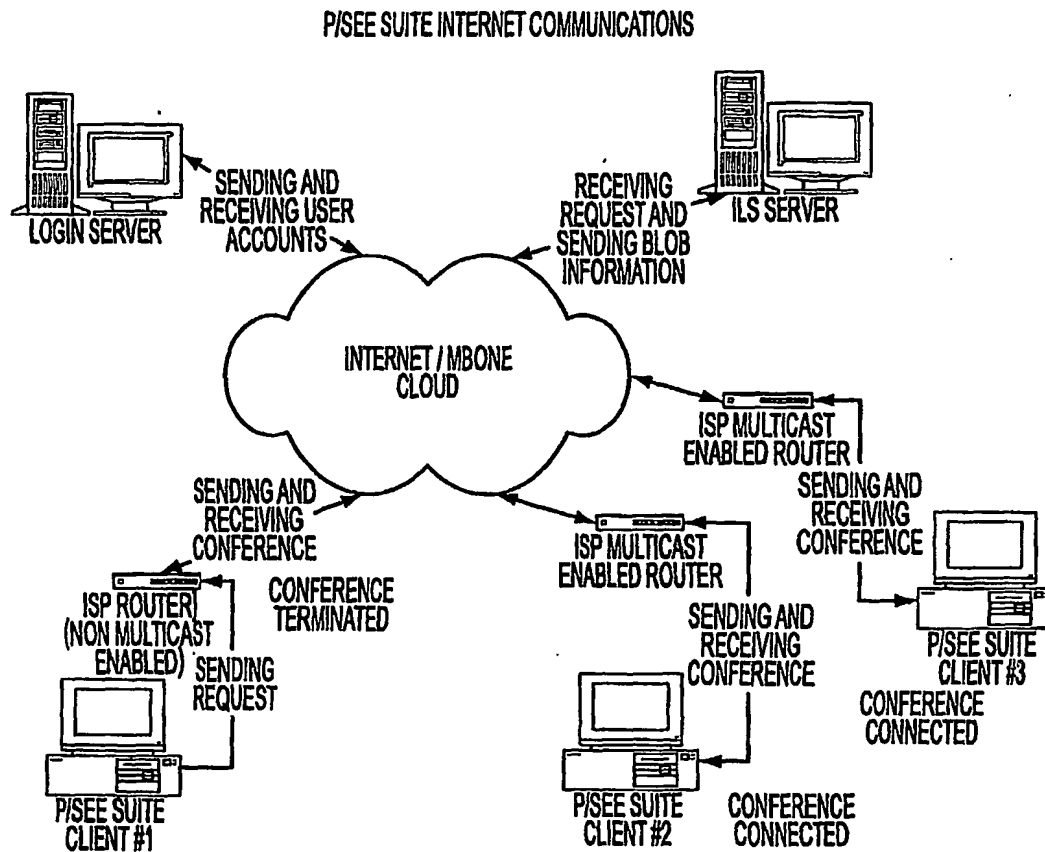 P/SEE SUITE INTERNET COMMUNICATIONS
LOGIN SERVER
SENDING AND
RECEIVING USER
ACCOUNTS
RECEIVING
REQUEST AND
SENDING BLOB
INFORMATION
ILS SERVER
INTERNET / MBONE
CLOUD
ISP MULTICAST
ENABLED ROUTER
SENDING AND
RECEIVING
CONFERENCE
P/SEE SUITE
CLIENT #3
CONFERENCE
CONNECTED
SENDING AND
RECEIVING
CONFERENCE
ISP ROUTER
(NON MULTICAST
ENABLED)
CONFERENCE
TERMINATED
SENDING
REQUEST
P/SEE SUITE
CLIENT #1
ISP MULTICAST
ENABLED ROUTER
SENDING AND
RECEIVING
CONFERENCE
P/SEE SUITE
CLIENT #2
CONFERENCE
CONNECTED